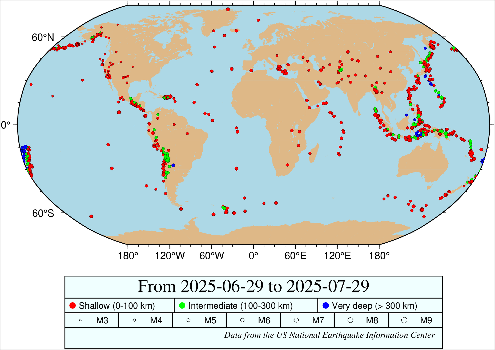 60°N
0°
60°S
180° 120°W 60°W 0° 60°E 120°E 180°
From 2025-06-29 to 2025-07-29
Shallow (0-100 km) Intermediate (100-300 km) Very deep (> 300 km)
M3 M4 M5 M6 M7 M8 M9
Data from the US National Earthquake Information Center